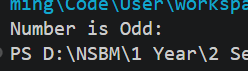 ming\Code\User\workspa
Number is Odd:
PS D:\NSBM\1 Year\2 Se